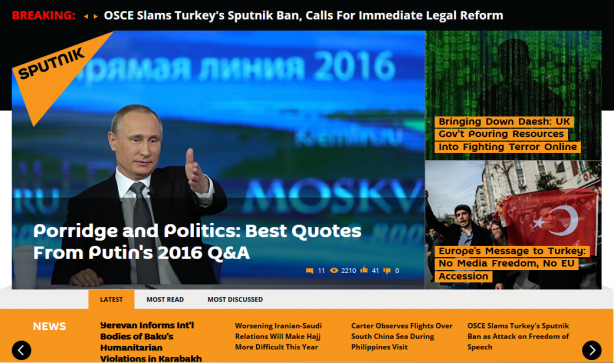 BREAKING: OSCE Slams Turkey's Sputnik Ban, Calls For Immediate Legal Reform
SPUTNIK
рямая линия 2016
kremlin.ru
RU MOSKV
Porridge and Politics: Best Quotes
From Putin's 2016 Q&A
11 2210 41 0
Bringing Down Daesh: UK
Gov't Pouring Resources
Into Fighting Terror Online
Europe's Message to Turkey:
No Media Freedom, No EU
Accession
LATEST MOST READ MOST DISCUSSED
NEWS
Yerevan Informs Int'l
Bodies of Baku's
Humanitarian
Violations in Karabakh
Worsening Iranian-Saudi
Relations Will Make Hajj
More Difficult This Year
Carter Observes Flights Over
South China Sea During
Philippines Visit
OSCE Slams Turkey's Sputnik
Ban as Attack on Freedom of
Speech